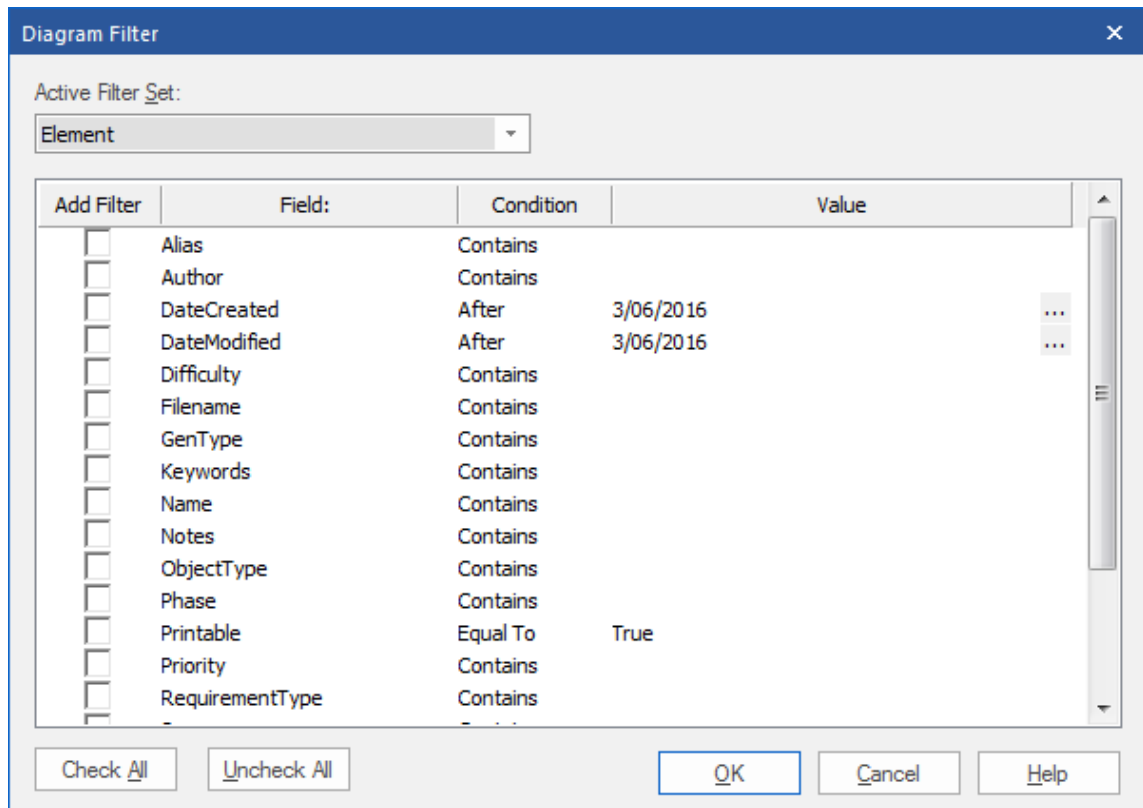 Diagram Filter
Active Filter Set:
Element
Add Filter Field: Condition Value
Alias Contains
Author Contains
DateCreated After 3/06/2016 ...
DateModified After 3/06/2016 ...
Difficulty Contains
Filename Contains
GenType Contains
Keywords Contains
Name Contains
Notes Contains
ObjectType Contains
Phase Contains
Printable Equal To True
Priority Contains
RequirementType Contains
Check All Uncheck All OK Cancel Help